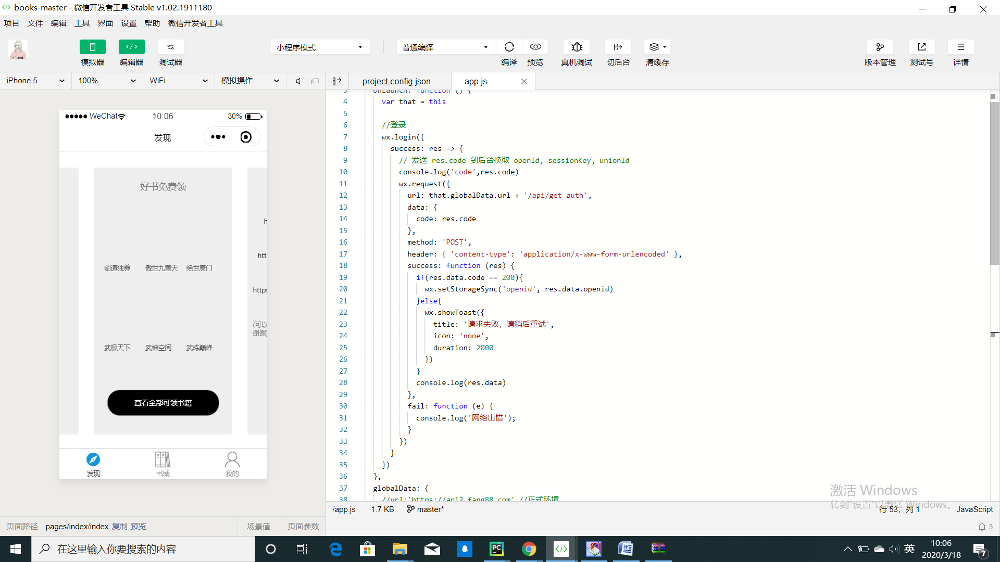 books-master - 微信开发者工具 Stable v1.02.1911180
项目 文件 编辑 工具 界面 设置 帮助 微信开发者工具
模拟器 编辑器 调试器
小程序模式
普通编译
编译 预览 真机调试 切后台 清缓存
版本管理 测试号 详情
iPhone 5 100% WiFi 模拟操作
project.config.json app.js
WeChat 10:06 30%
发现
好书免费领
h
http
https
剑道独尊 傲世九重天 绝世唐门
(可以
谢谢)
武极天下 武神空间 武炼巅峰
查看全部可领书籍
发现 书城 我的
3 onLaunch: function () {
4 var that = this
5
6 //登录
7 wx.login({
8 success: res => {
9 // 发送 res.code 到后台换取 openId, sessionKey, unionId
10 console.log('code',res.code)
11 wx.request({
12 url: that.globalData.url + '/api/get_auth',
13 data: {
14 code: res.code
15 },
16 method: 'POST',
17 header: { 'content-type': 'application/x-www-form-urlencoded' },
18 success: function (res) {
19 if(res.data.code == 200){
20 wx.setStorageSync('openid', res.data.openid)
21 }else{
22 wx.showToast({
23 title: '请求失败，请稍后重试',
24 icon: 'none',
25 duration: 2000
26 })
27 }
28 console.log(res.data)
29 },
30 fail: function (e) {
31 console.log('网络出错');
32 }
33 })
34 }
35 })
36 },
37 globalData: {
38 //url:'https://api2.fang88.com' //正式环境
激活 Windows
转到"设置"以激活 Windows。
/app.js 1.7 KB master* 行 53，列 1 JavaScript
页面路径 pages/index/index 复制 预览 场景值 页面参数
3
在这里输入你要搜索的内容
PC
英
10:06
2020/3/18
7